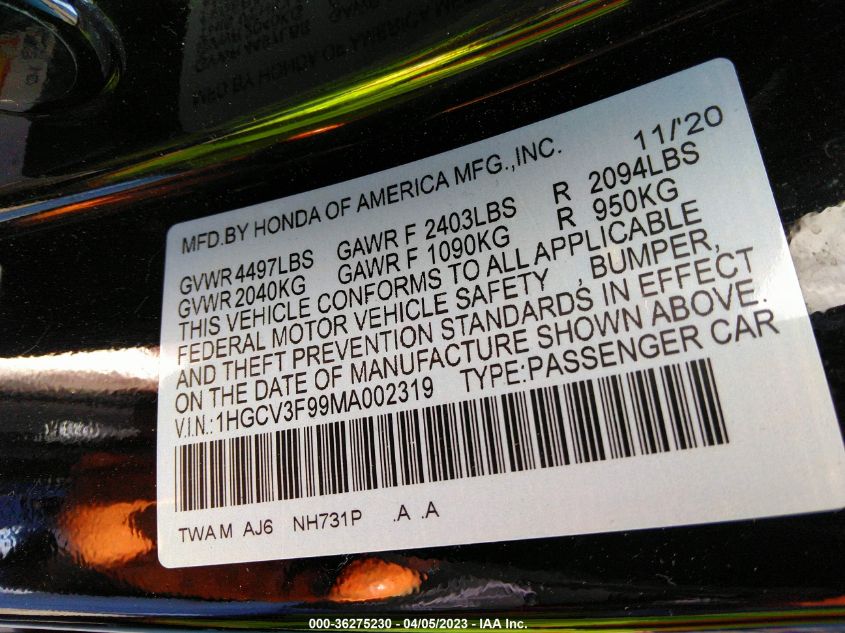 MFD.BY HONDA OF AMERICA MFG.,INC. 11/'20
GVWR 4497LBS GAWR F 2403LBS R 2094LBS
GVWR 2040KG GAWR F 1090KG R 950KG
THIS VEHICLE CONFORMS TO ALL APPLICABLE
FEDERAL MOTOR VEHICLE SAFETY , BUMPER,
AND THEFT PREVENTION STANDARDS IN EFFECT
ON THE DATE OF MANUFACTURE SHOWN ABOVE.
V.I.N.:1HGCV3F99MA002319 TYPE:PASSENGER CAR
TWAM AJ6 NH731P .A .A
000-36275230 - 04/05/2023 - IAA Inc.